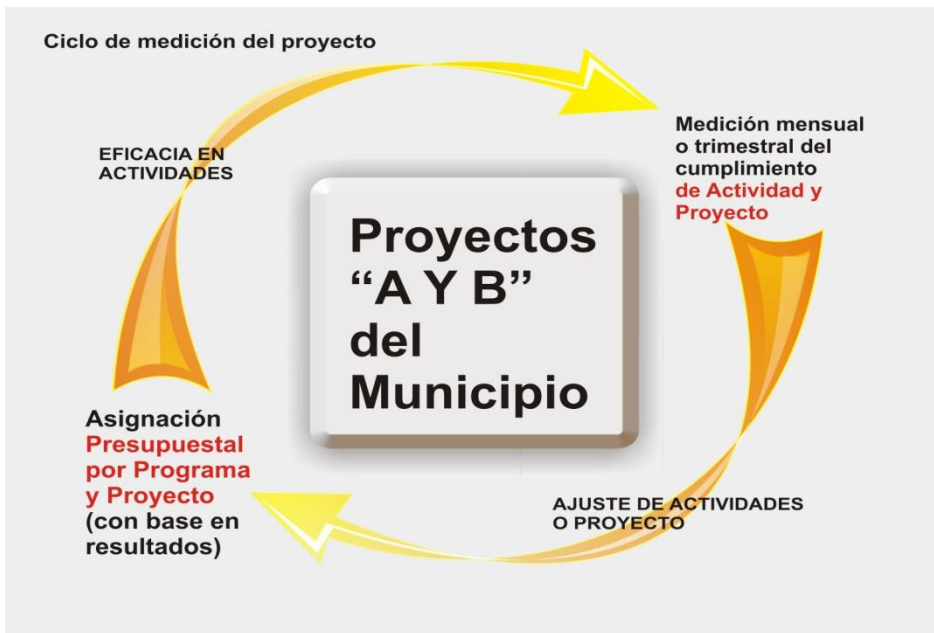 Ciclo de medición del proyecto
EFICACIA EN
ACTIVIDADES
Medición mensual
o trimestral del
cumplimiento
de Actividad y
Proyecto
Proyectos
“A Y B”
del
Municipio
Asignación
Presupuestal
por Programa
y Proyecto
(con base en
resultados)
AJUSTE DE ACTIVIDADES
O PROYECTO